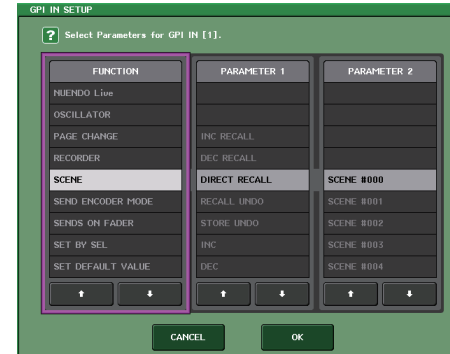 GPI IN SETUP
? Select Parameters for GPI IN [1].
FUNCTION PARAMETER 1 PARAMETER 2
NUENDO Live
OSCILLATOR
PAGE CHANGE INC RECALL
RECORDER DEC RECALL
SCENE DIRECT RECALL SCENE #000
SEND ENCODER MODE RECALL UNDO SCENE #001
SENDS ON FADER STORE UNDO SCENE #002
SET BY SEL INC SCENE #003
SET DEFAULT VALUE DEC SCENE #004
CANCEL OK